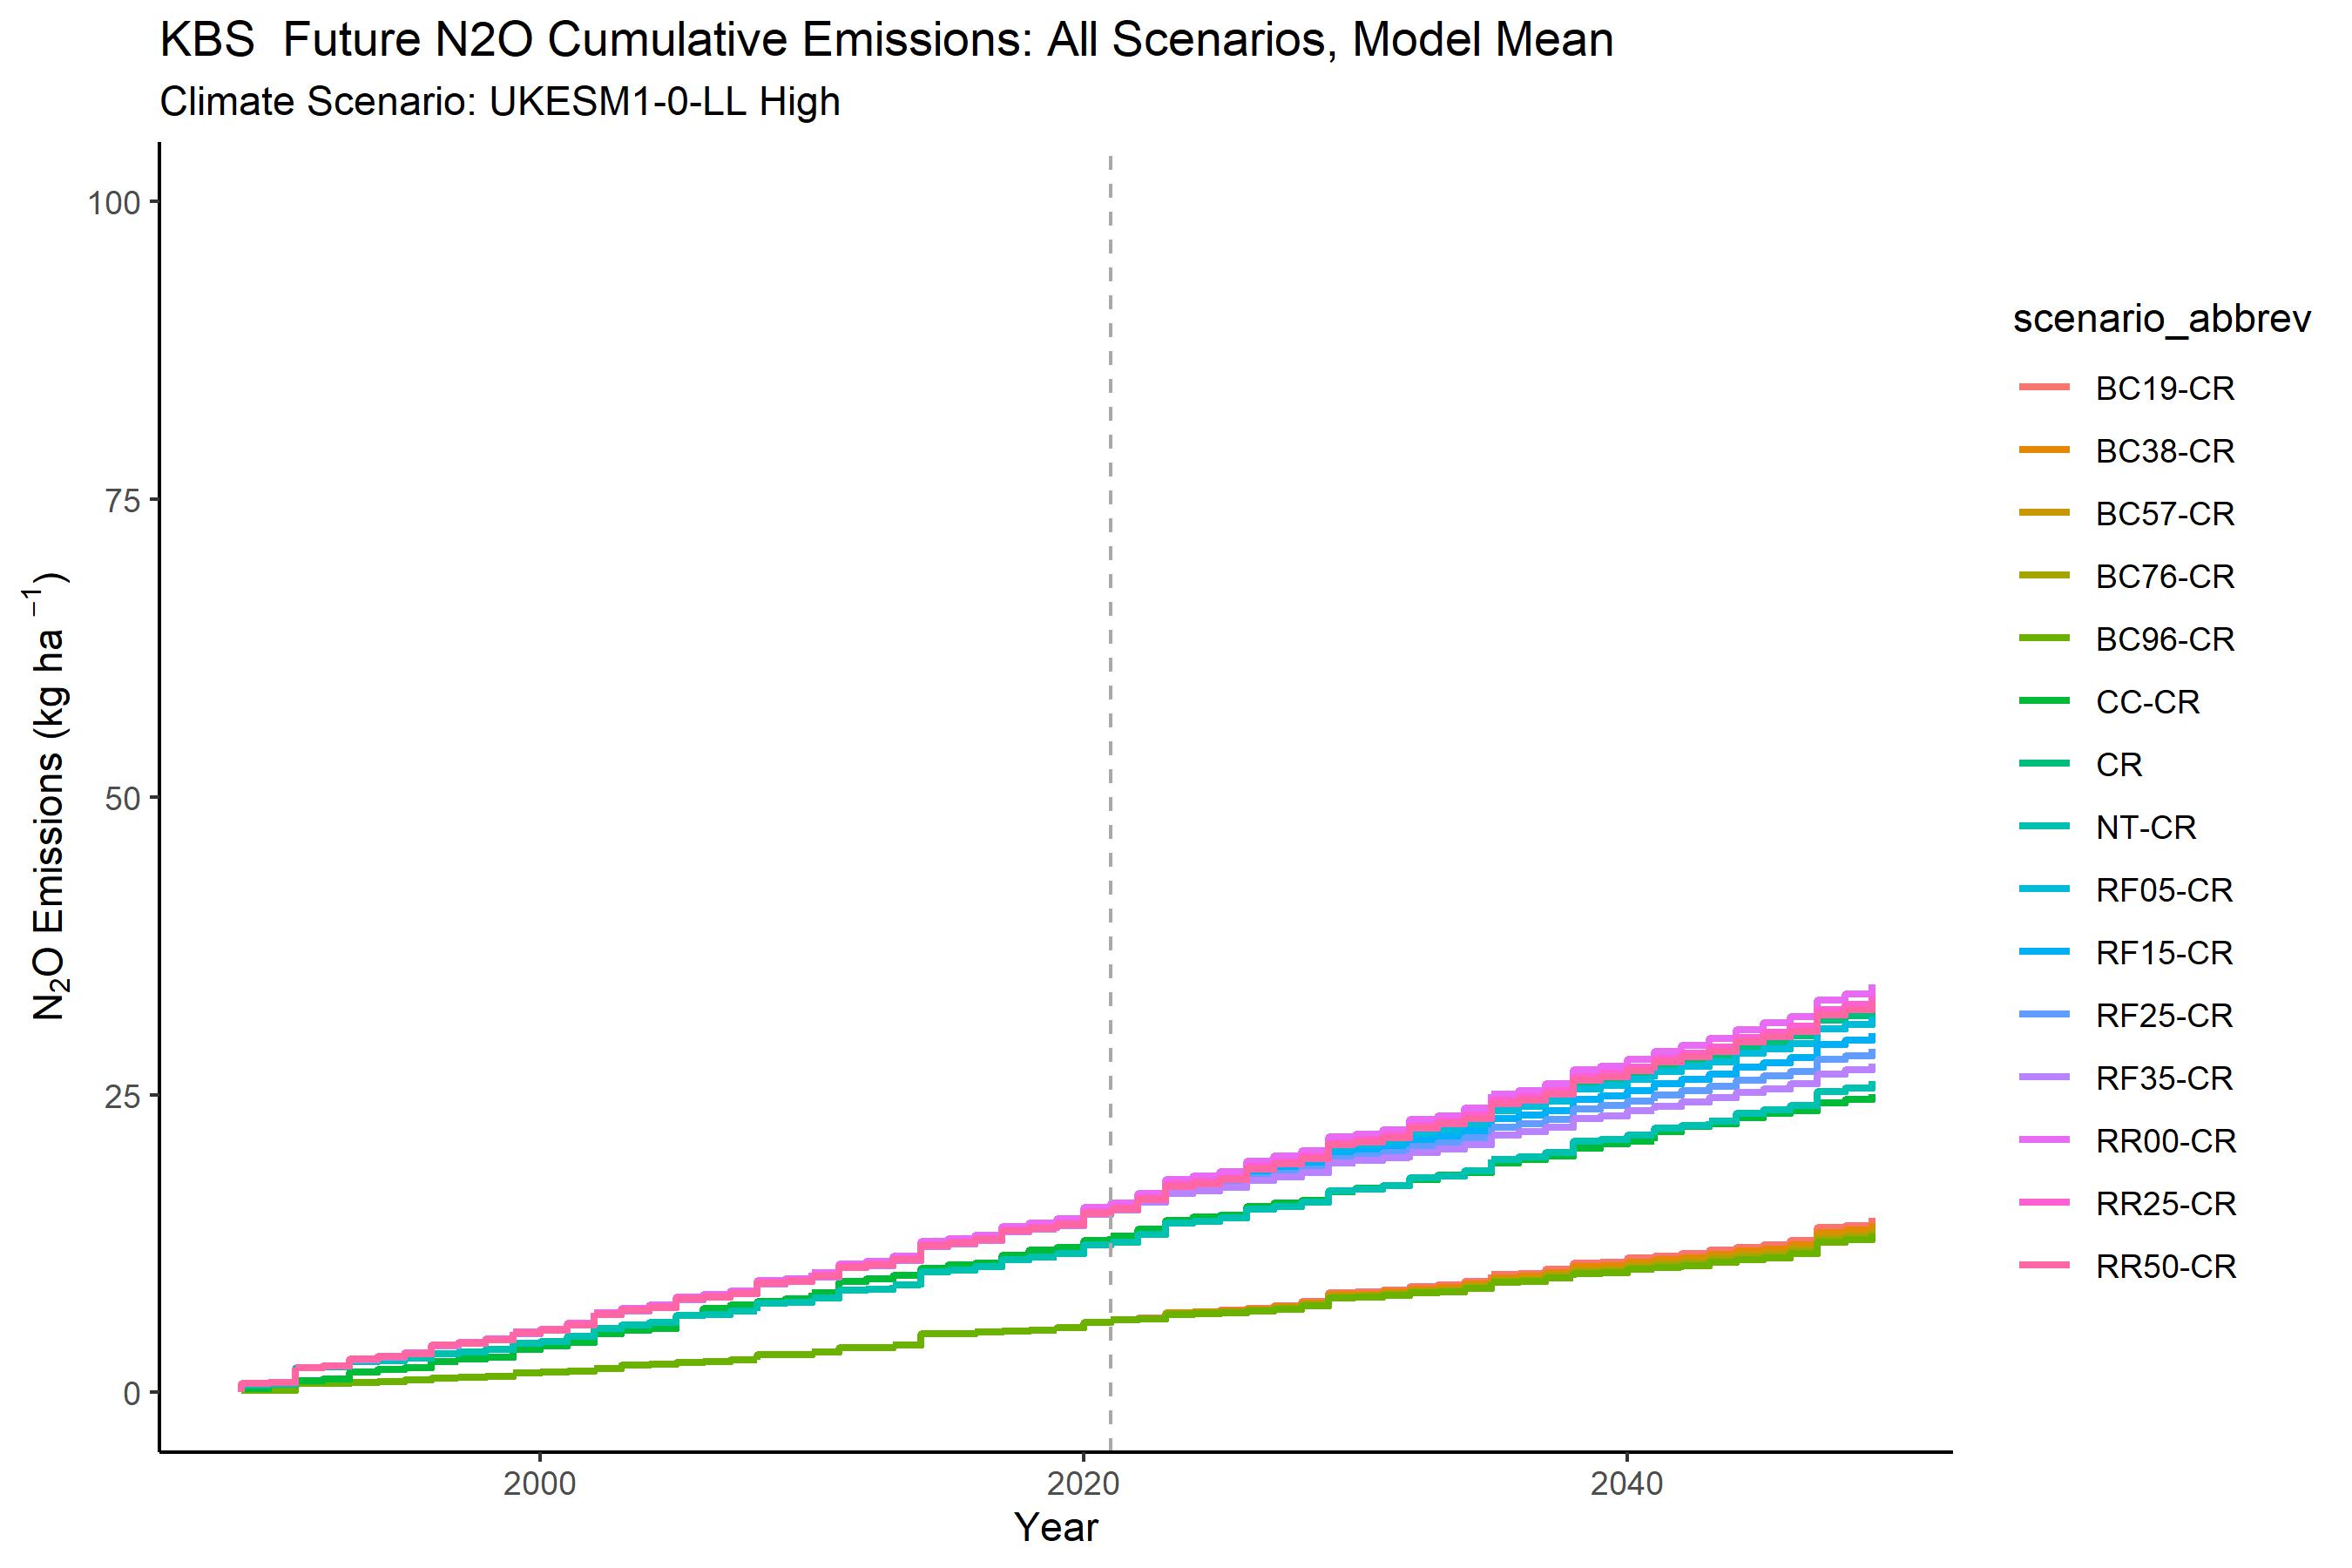 KBS  Future N2O Cumulative Emissions: All Scenarios, Model Mean
Climate Scenario: UKESM1-0-LL High
N₂O Emissions (kg ha ⁻¹)
100
75
50
25
0
2000
2020
2040
Year
scenario_abbrev
BC19-CR
BC38-CR
BC57-CR
BC76-CR
BC96-CR
CC-CR
CR
NT-CR
RF05-CR
RF15-CR
RF25-CR
RF35-CR
RR00-CR
RR25-CR
RR50-CR